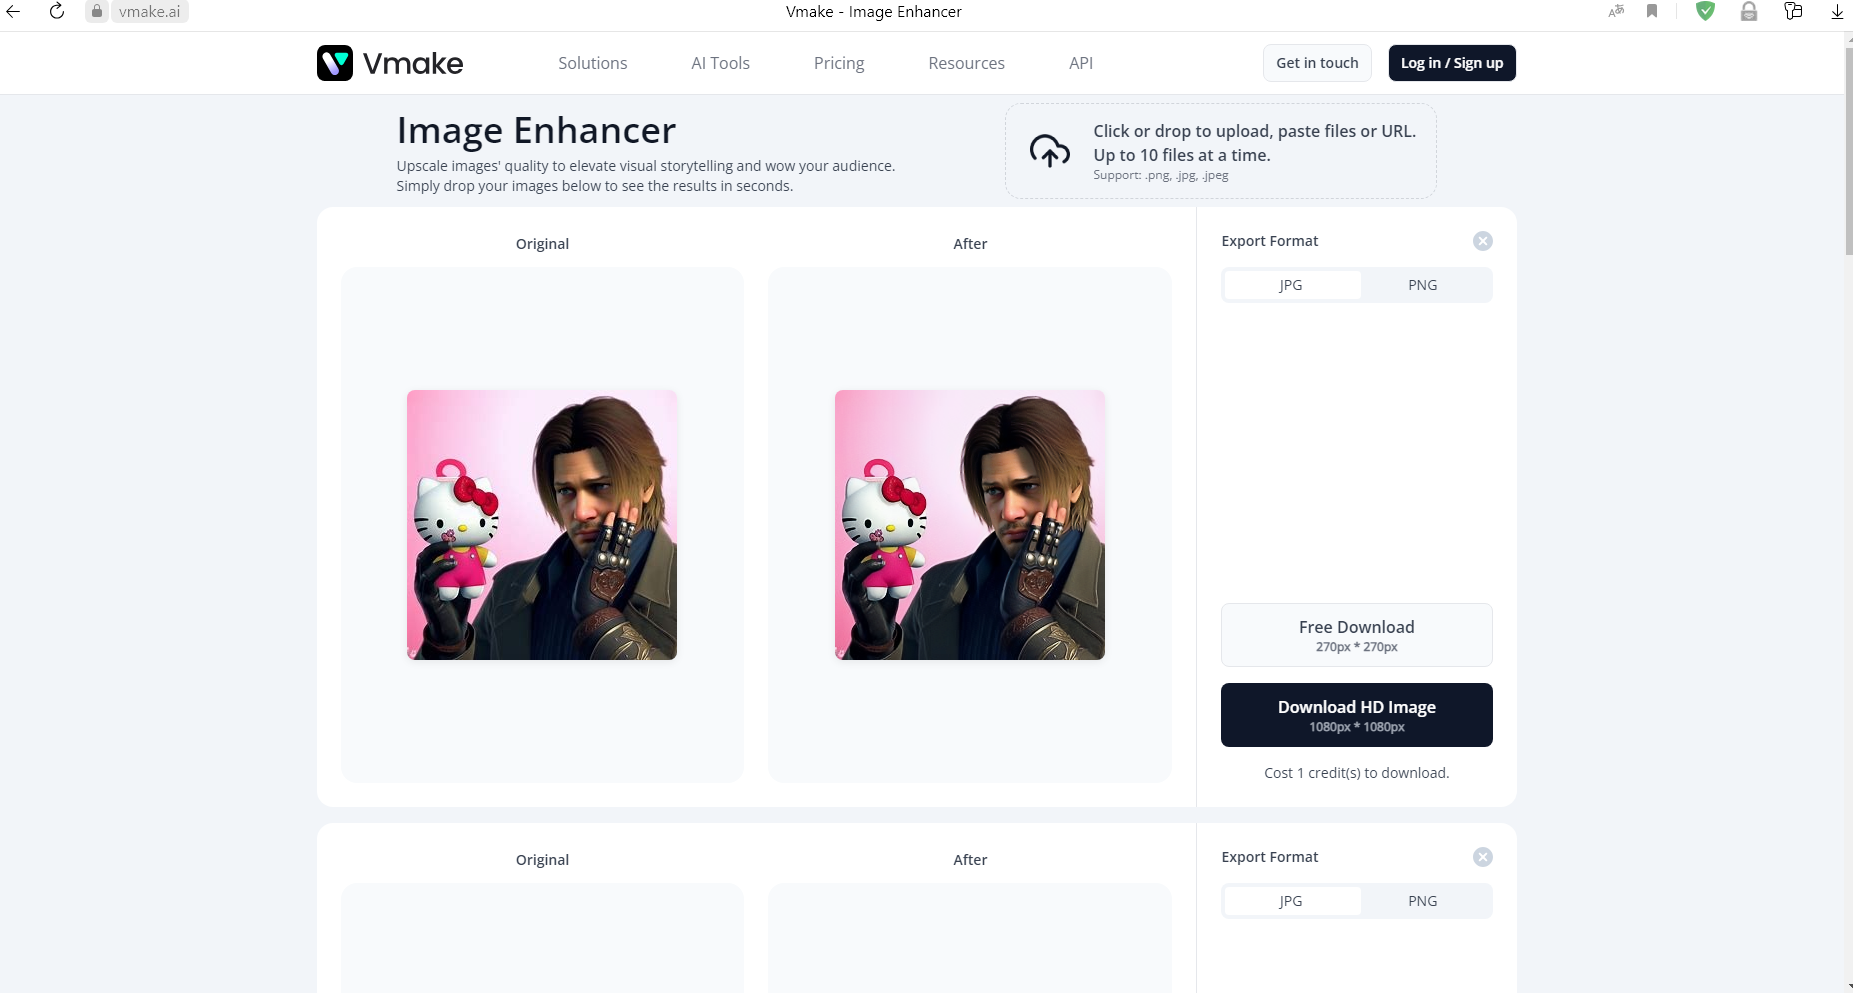 vmake.ai
Vmake - Image Enhancer
Vmake
Solutions
AI Tools
Pricing
Resources
API
Get in touch
Log in / Sign up
Image Enhancer
Upscale images' quality to elevate visual storytelling and wow your audience.
Simply drop your images below to see the results in seconds.
Click or drop to upload, paste files or URL.
Up to 10 files at a time.
Support: .png, .jpg, .jpeg
Original
After
Export Format
JPG
PNG
Free Download
270px * 270px
Download HD Image
1080px * 1080px
Cost 1 credit(s) to download.
Original
After
Export Format
JPG
PNG